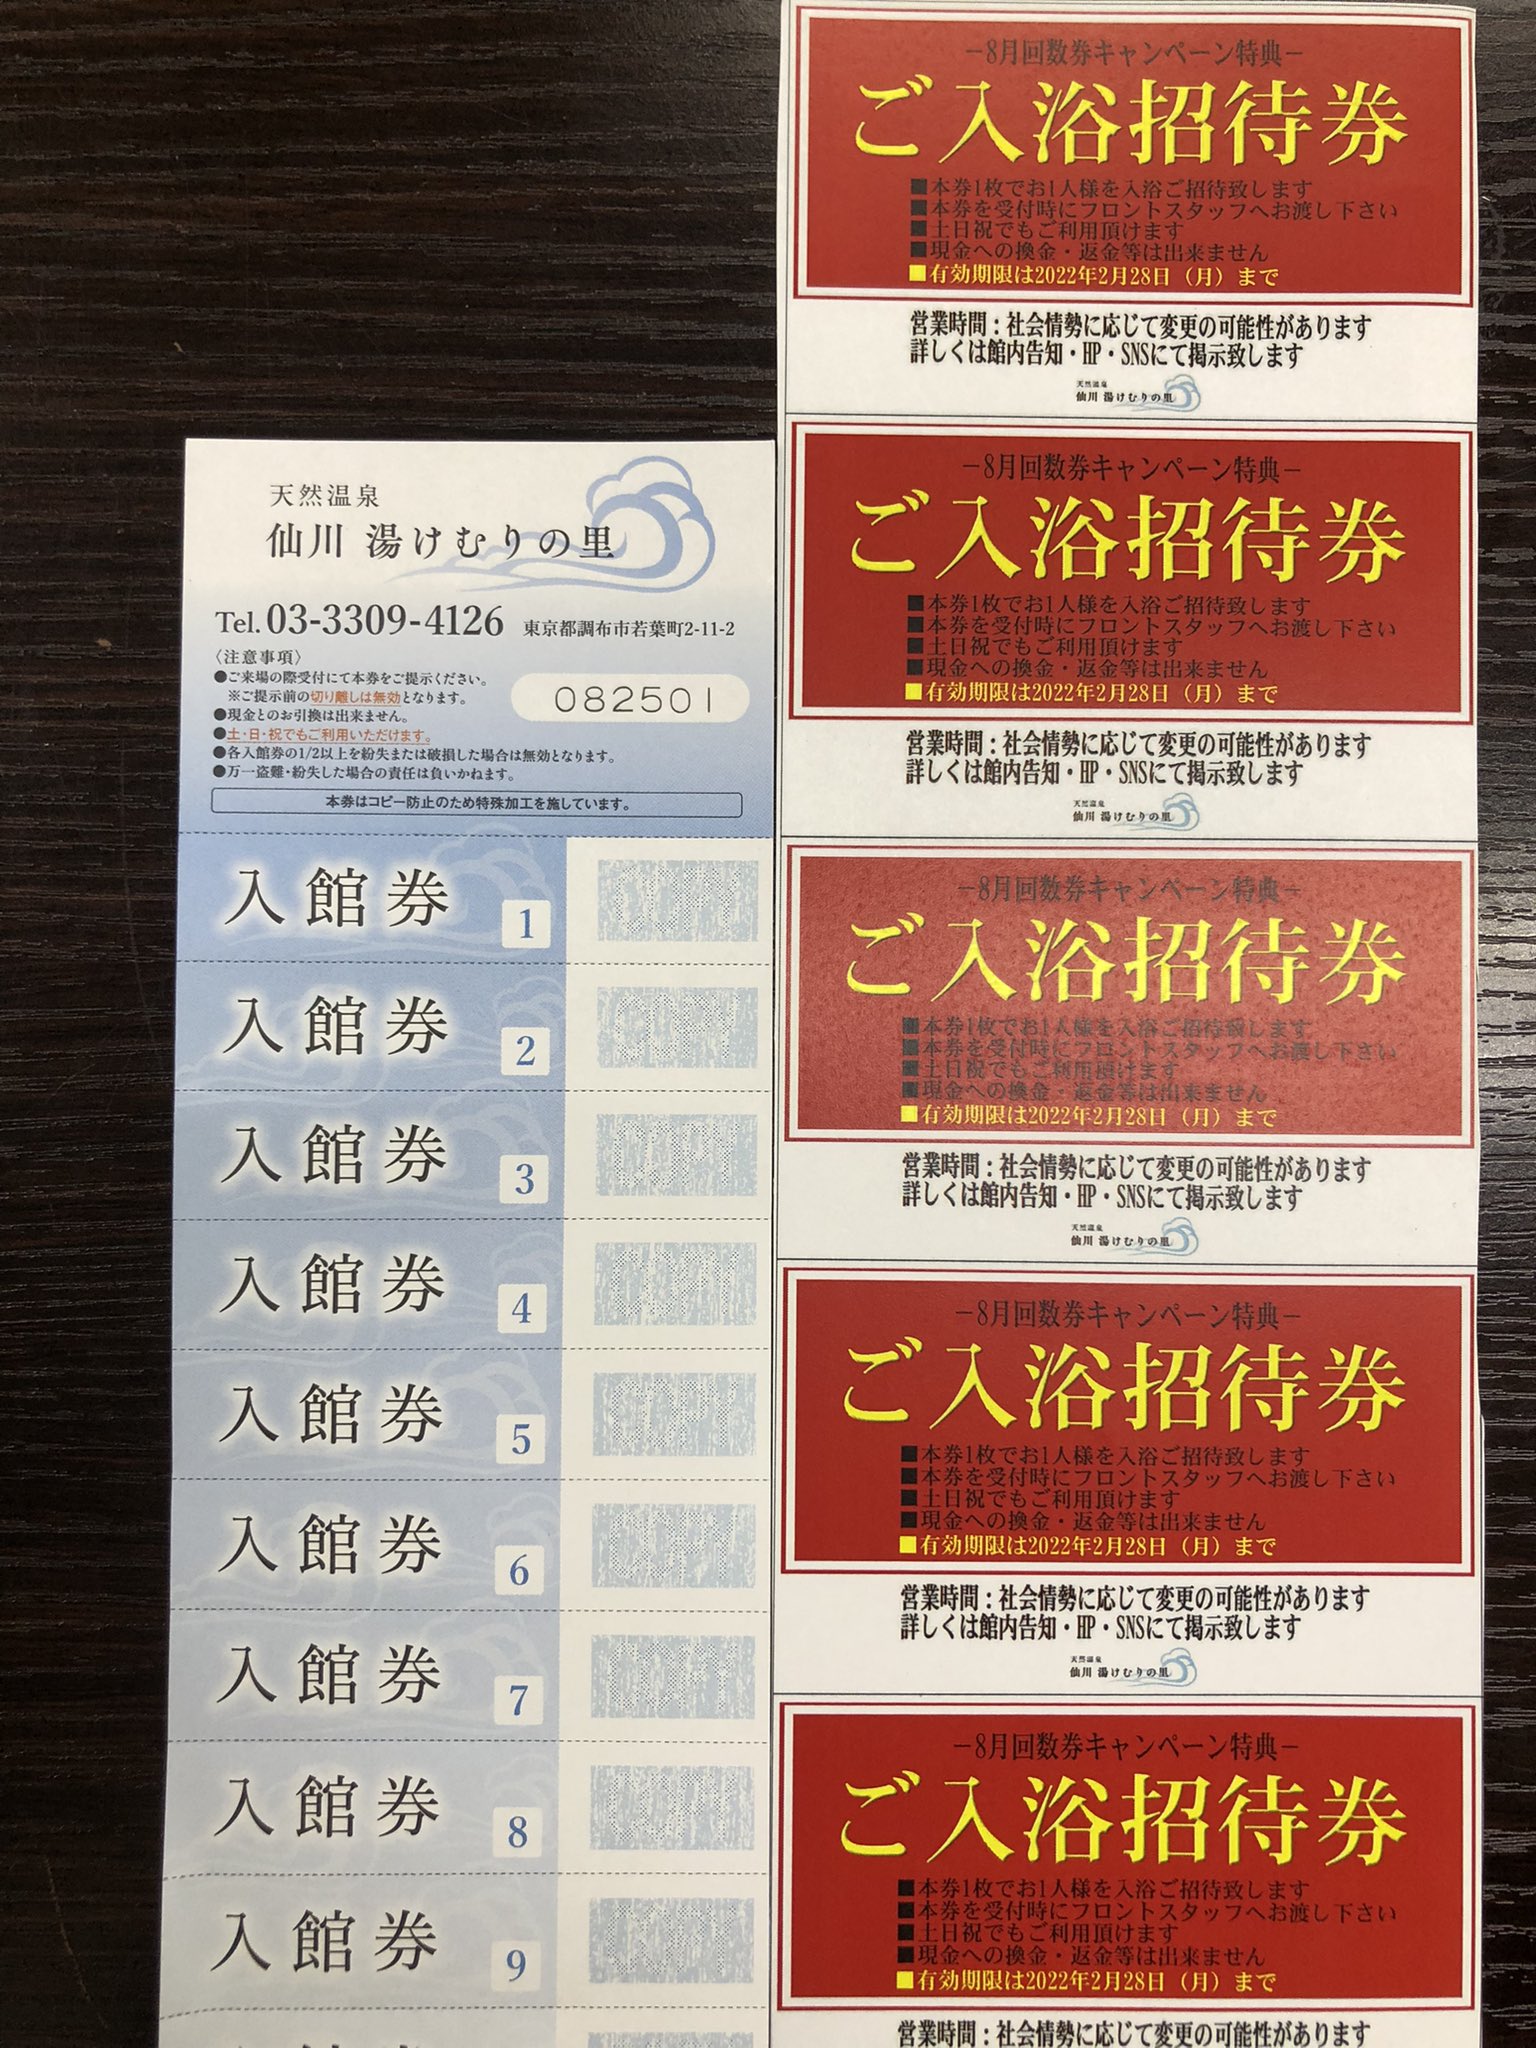 天然温泉
仙川 湯けむりの里
Tel. 03-3309-4126 東京都調布市若葉町2-11-2
〈注意事項〉
●ご来場の際受付にて本券をご提示ください。
※ご提示前の切り離しは無効となります。
●現金とのお引換は出来ません。
●土・日・祝でもご利用いただけます。
●各入館券の1/2以上を紛失または破損した場合は無効となります。
●万一盗難・紛失した場合の責任は負いかねます。
082501
本券はコピー防止のため特殊加工を施しています。
入館券 1
COPY
入館券 2
COPY
入館券 3
COPY
入館券 4
COPY
入館券 5
COPY
入館券 6
COPY
入館券 7
COPY
入館券 8
COPY
入館券 9
COPY
－8月回数券キャンペーン特典－
ご入浴招待券
■本券1枚でお1人様を入浴ご招待致します
■本券を受付時にフロントスタッフへお渡し下さい
■土日祝でもご利用頂けます
■現金への換金・返金等は出来ません
■有効期限は2022年2月28日（月）まで
営業時間：社会情勢に応じて変更の可能性があります
詳しくは館内告知・HP・SNSにて掲示致します
天然温泉
仙川 湯けむりの里
－8月回数券キャンペーン特典－
ご入浴招待券
■本券1枚でお1人様を入浴ご招待致します
■本券を受付時にフロントスタッフへお渡し下さい
■土日祝でもご利用頂けます
■現金への換金・返金等は出来ません
■有効期限は2022年2月28日（月）まで
営業時間：社会情勢に応じて変更の可能性があります
詳しくは館内告知・HP・SNSにて掲示致します
天然温泉
仙川 湯けむりの里
－8月回数券キャンペーン特典－
ご入浴招待券
■本券1枚でお1人様を入浴ご招待致します
■本券を受付時にフロントスタッフへお渡し下さい
■土日祝でもご利用頂けます
■現金への換金・返金等は出来ません
■有効期限は2022年2月28日（月）まで
営業時間：社会情勢に応じて変更の可能性があります
詳しくは館内告知・HP・SNSにて掲示致します
天然温泉
仙川 湯けむりの里
－8月回数券キャンペーン特典－
ご入浴招待券
■本券1枚でお1人様を入浴ご招待致します
■本券を受付時にフロントスタッフへお渡し下さい
■土日祝でもご利用頂けます
■現金への換金・返金等は出来ません
■有効期限は2022年2月28日（月）まで
営業時間：社会情勢に応じて変更の可能性があります
詳しくは館内告知・HP・SNSにて掲示致します
天然温泉
仙川 湯けむりの里
－8月回数券キャンペーン特典－
ご入浴招待券
■本券1枚でお1人様を入浴ご招待致します
■本券を受付時にフロントスタッフへお渡し下さい
■土日祝でもご利用頂けます
■現金への換金・返金等は出来ません
■有効期限は2022年2月28日（月）まで
営業時間：社会情勢に応じて変更の可能性があります